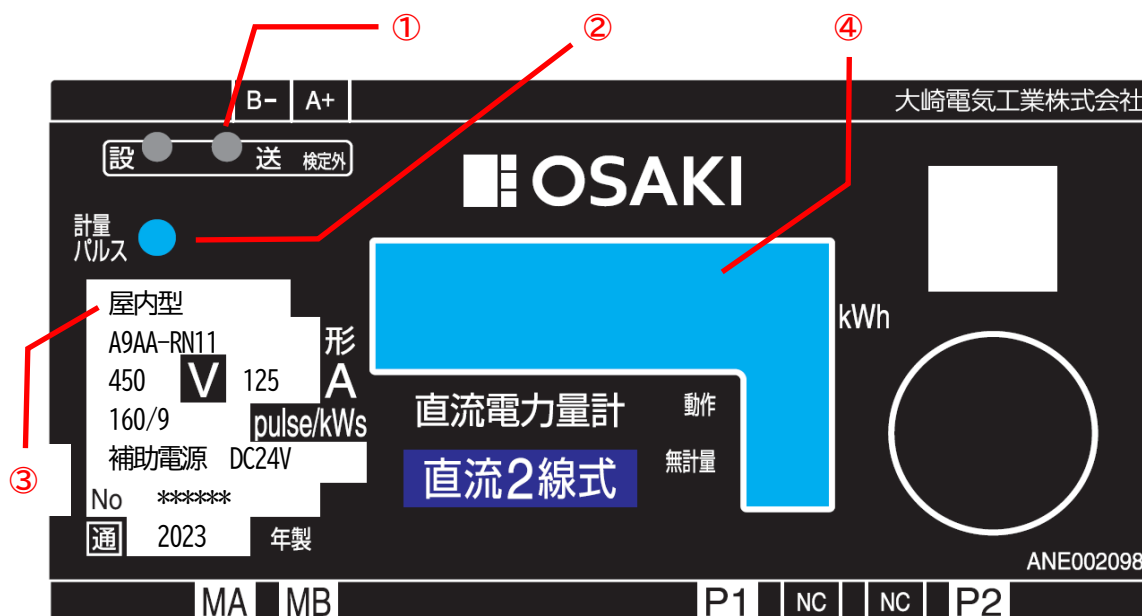 ① ② ④
B− A+ 大崎電気工業株式会社
設 送 検定外
OSAKI
計量
パルス
屋内型
kWh
A9AA-RN11 形
450 V 125 A
160/9 pulse/kWs
直流電力量計 動作
補助電源 DC24V
直流2線式 無計量
③
No ******
通 2023 年製
ANE002098
MA MB P1 NC NC P2